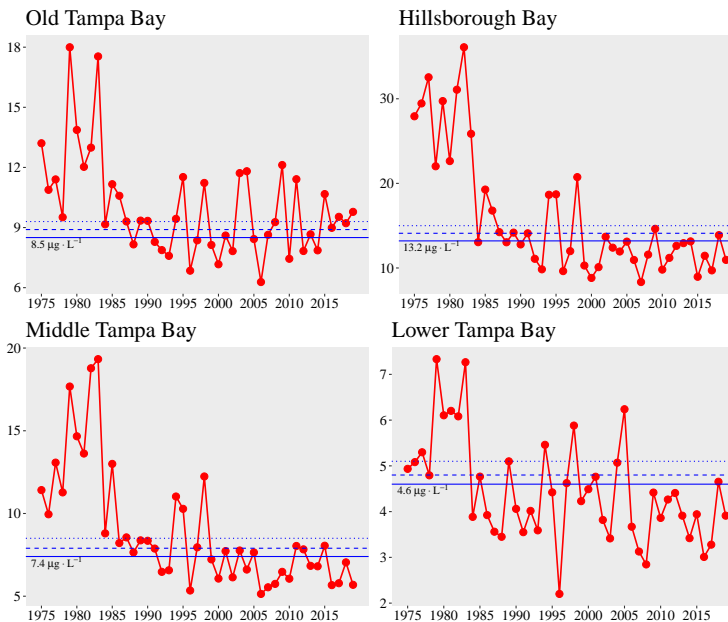 Old Tampa Bay
18
15
12
9
6
8.5 μg · L⁻¹
1975 1980 1985 1990 1995 2000 2005 2010 2015
Hillsborough Bay
30
20
10
13.2 μg · L⁻¹
1975 1980 1985 1990 1995 2000 2005 2010 2015
Middle Tampa Bay
20
15
10
5
7.4 μg · L⁻¹
1975 1980 1985 1990 1995 2000 2005 2010 2015
Lower Tampa Bay
7
6
5
4
3
2
4.6 μg · L⁻¹
1975 1980 1985 1990 1995 2000 2005 2010 2015